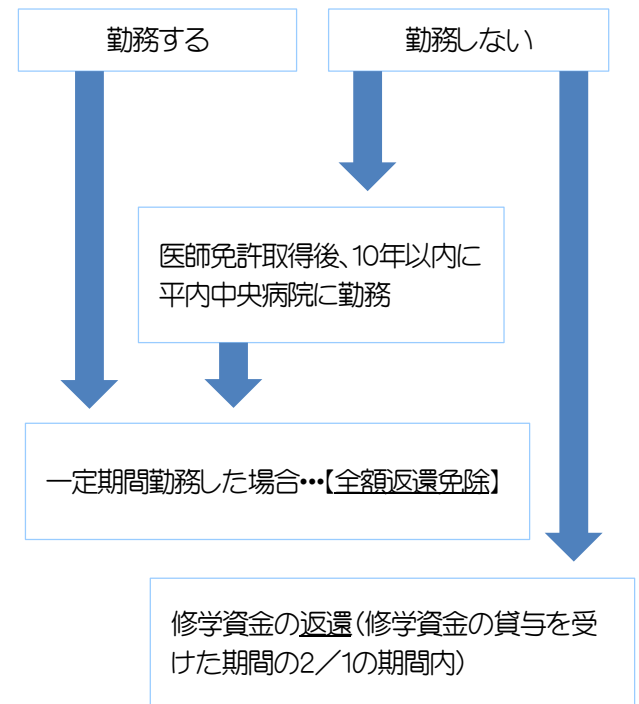 勤務する
勤務しない
医師免許取得後、10年以内に
平内中央病院に勤務
一定期間勤務した場合・・・【全額返還免除】
修学資金の返還（修学資金の貸与を受
けた期間の2／1の期間内）